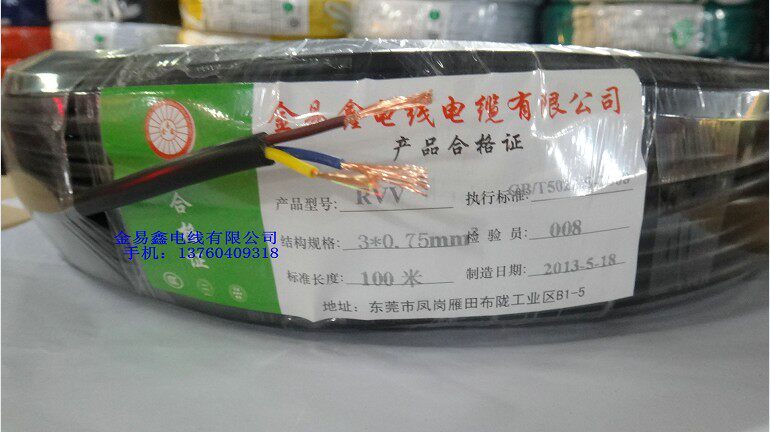 金易鑫电线电缆有限公司
产品合格证
产品型号: RVV 执行标准:
结构规格: 3*0.75mm² 检验员: 008
标准长度: 100米 制造日期: 2013-5-18
地址: 东莞市凤岗雁田布陇工业区B1-5
合
金易鑫电线有限公司
手机: 13760409318